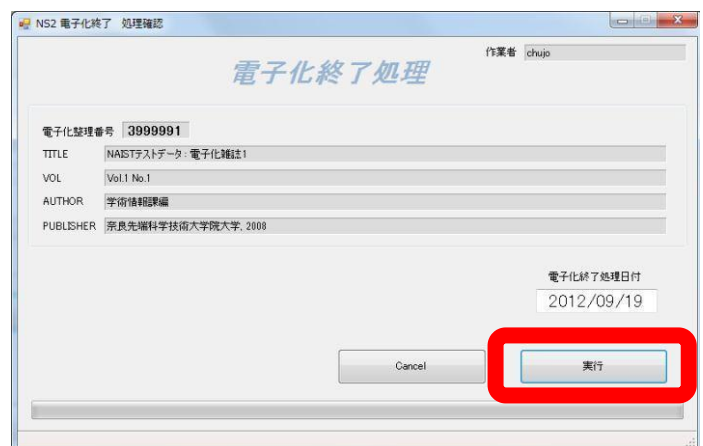 NS2 電子化終了 処理確認
作業者 chujo
電子化終了処理
電子化整理番号 3999991
TITLE NAISTテストデータ：電子化雑誌1
VOL Vol.1 No.1
AUTHOR 学術情報課編
PUBLISHER 奈良先端科学技術大学院大学, 2008
電子化終了処理日付
2012/09/19
Cancel 実行